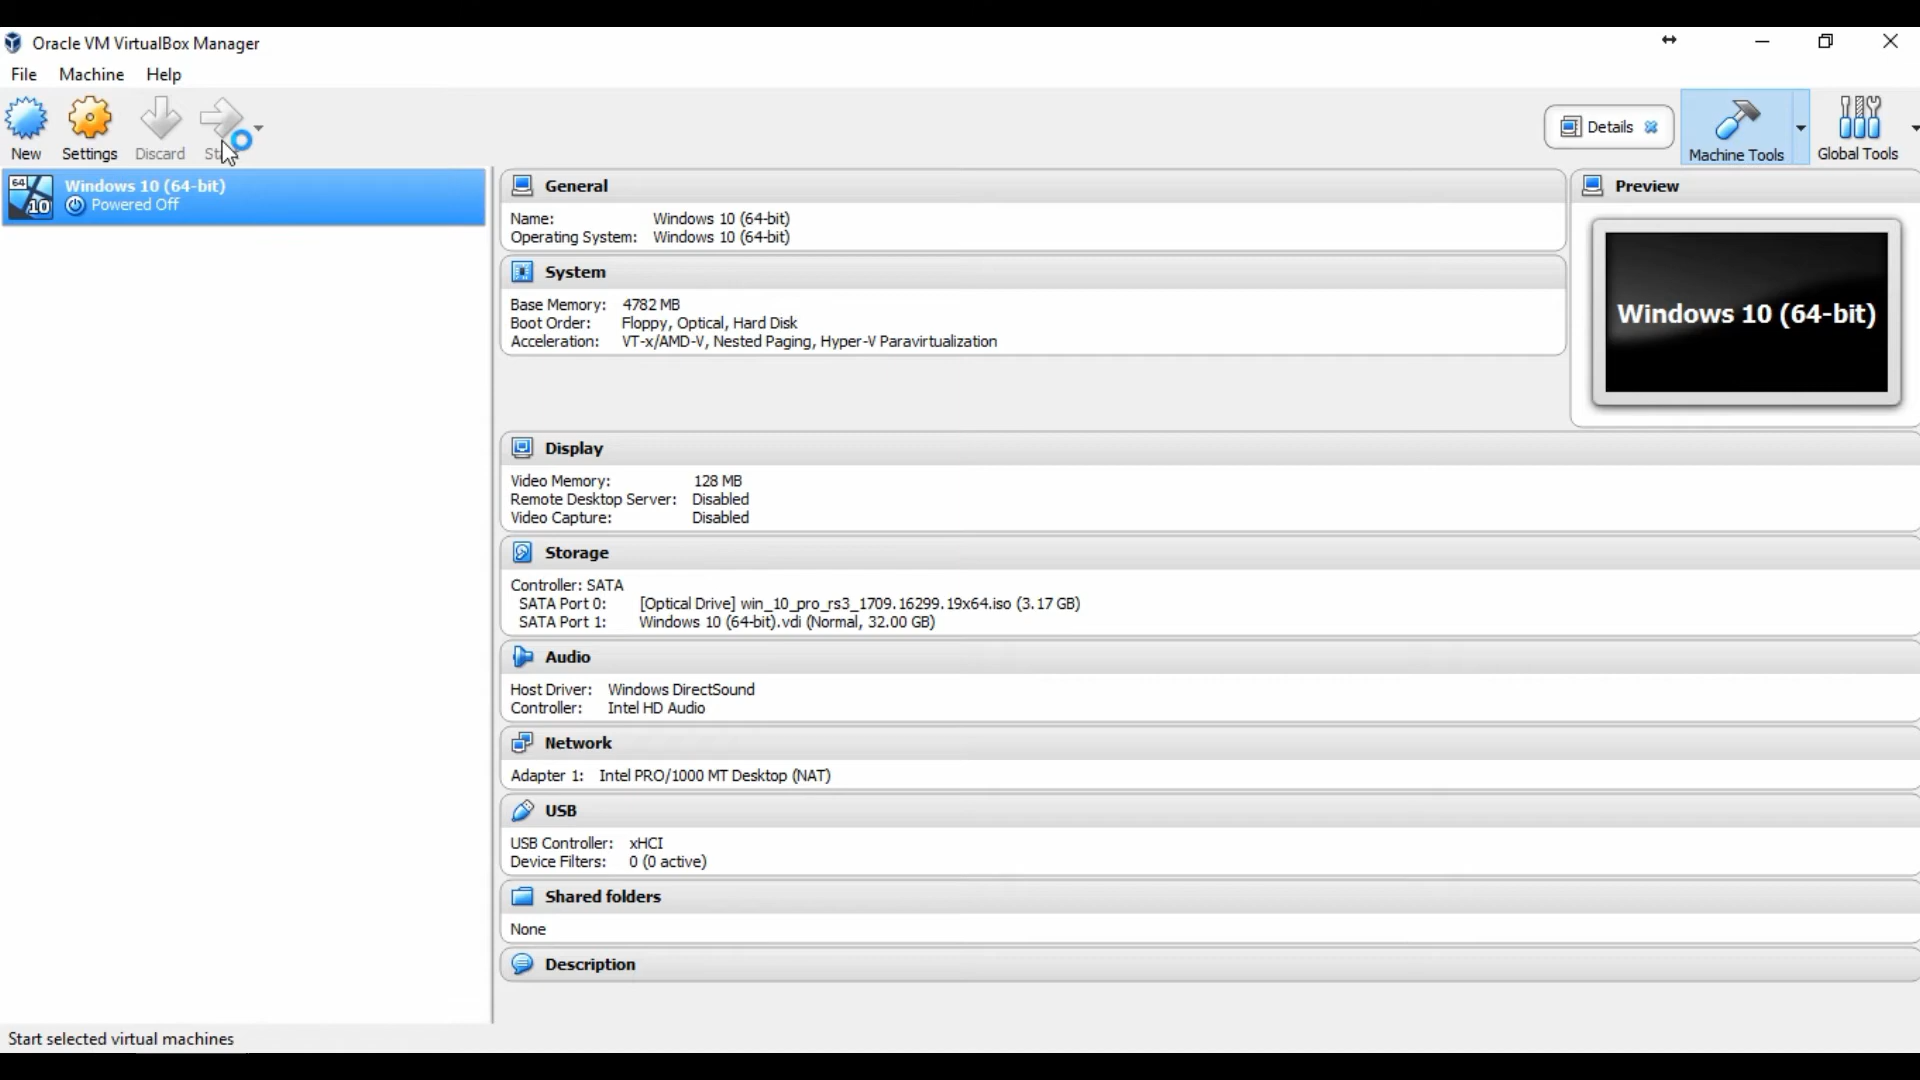 Oracle VM VirtualBox Manager
File Machine Help
New Settings Discard
Details
Machine Tools
Global Tools
64
10
Windows 10 (64-bit)
Powered Off
General
Name: Windows 10 (64-bit)
Operating System: Windows 10 (64-bit)
System
Base Memory: 4782 MB
Boot Order: Floppy, Optical, Hard Disk
Acceleration: VT-x/AMD-V, Nested Paging, Hyper-V Paravirtualization
Preview
Windows 10 (64-bit)
Display
Video Memory: 128 MB
Remote Desktop Server: Disabled
Video Capture: Disabled
Storage
Controller: SATA
SATA Port 0: [Optical Drive] win_10_pro_rs3_1709.16299.19x64.iso (3.17 GB)
SATA Port 1: Windows 10 (64-bit).vdi (Normal, 32.00 GB)
Audio
Host Driver: Windows DirectSound
Controller: Intel HD Audio
Network
Adapter 1: Intel PRO/1000 MT Desktop (NAT)
USB
USB Controller: xHCI
Device Filters: 0 (0 active)
Shared folders
None
Description
Start selected virtual machines